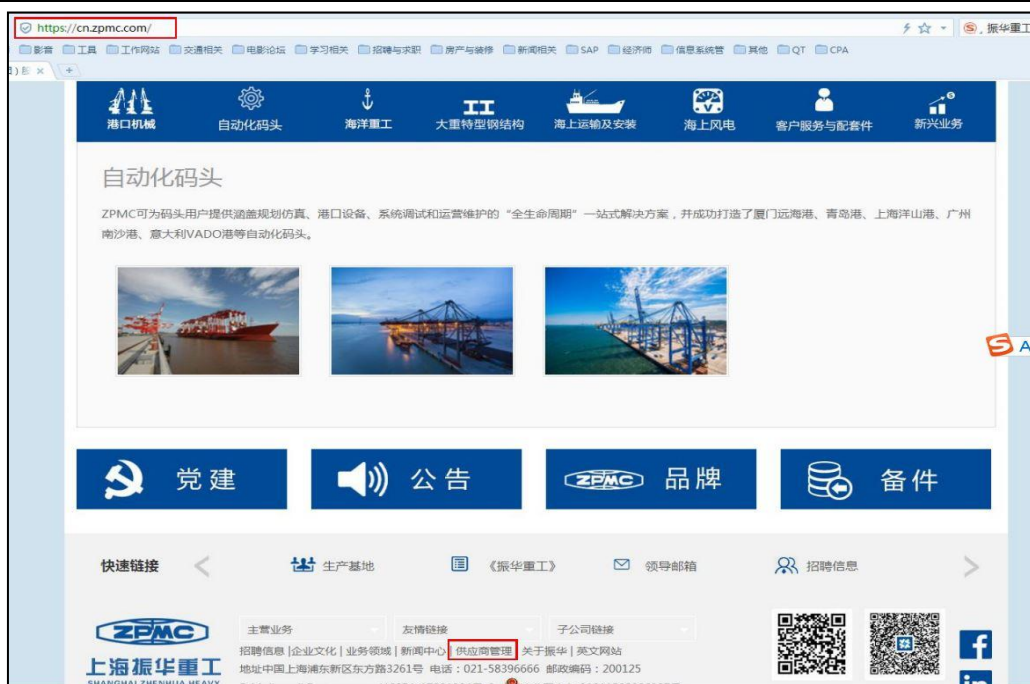 https://cn.zpmc.com/
振华重工
影音 工具 工作网站 交通相关 电影论坛 学习相关 招聘与求职 房产与装修 新闻相关 SAP 经济师 信息系统管 其他 QT CPA
港口机械 自动化码头 海洋重工 大重特型钢结构 海上运输及安装 海上风电 客户服务与配套件 新兴业务
自动化码头
ZPMC可为码头用户提供涵盖规划仿真、港口设备、系统调试和运营维护的“全生命周期”一站式解决方案，并成功打造了厦门远海港、青岛港、上海洋山港、广州
南沙港、意大利VADO港等自动化码头。
党建 公告 ZPMC 品牌 备件
快速链接 生产基地 《振华重工》 领导邮箱 招聘信息
ZPMC
上海振华重工
SHANGHAI ZHENHUA HEAVY
主营业务 友情链接 子公司链接
招聘信息 |企业文化 | 业务领域 | 新闻中心 | 供应商管理 | 关于振华 | 英文网站
地址中国上海浦东新区东方路3261号 电话：021-58396666 邮政编码：200125